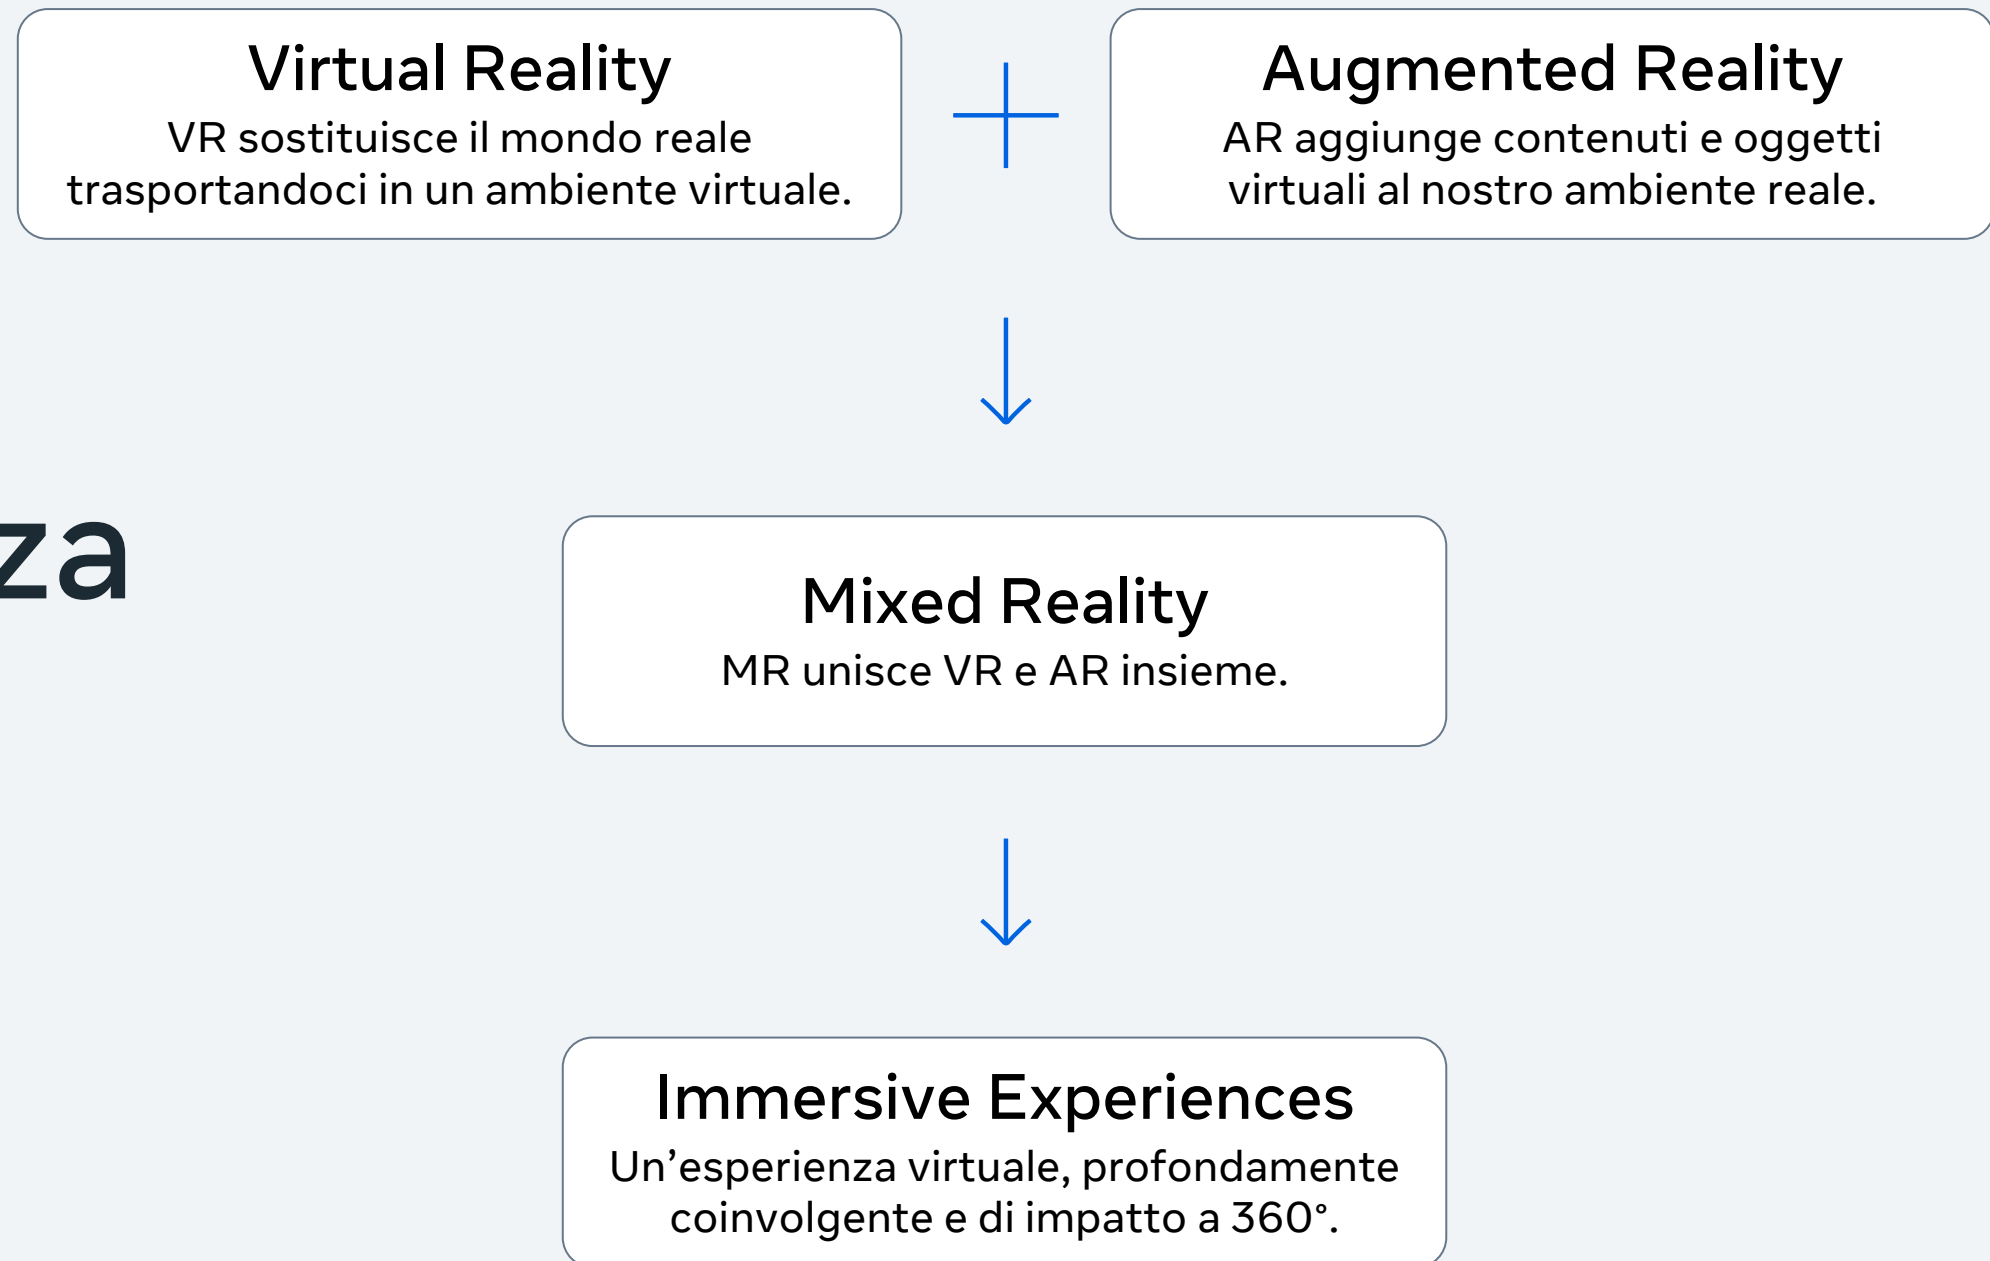 Virtual Reality
VR sostituisce il mondo reale
trasportandoci in un ambiente virtuale.
Augmented Reality
AR aggiunge contenuti e oggetti
virtuali al nostro ambiente reale.
za
Mixed Reality
MR unisce VR e AR insieme.
Immersive Experiences
Un’esperienza virtuale, profondamente
coinvolgente e di impatto a 360°.